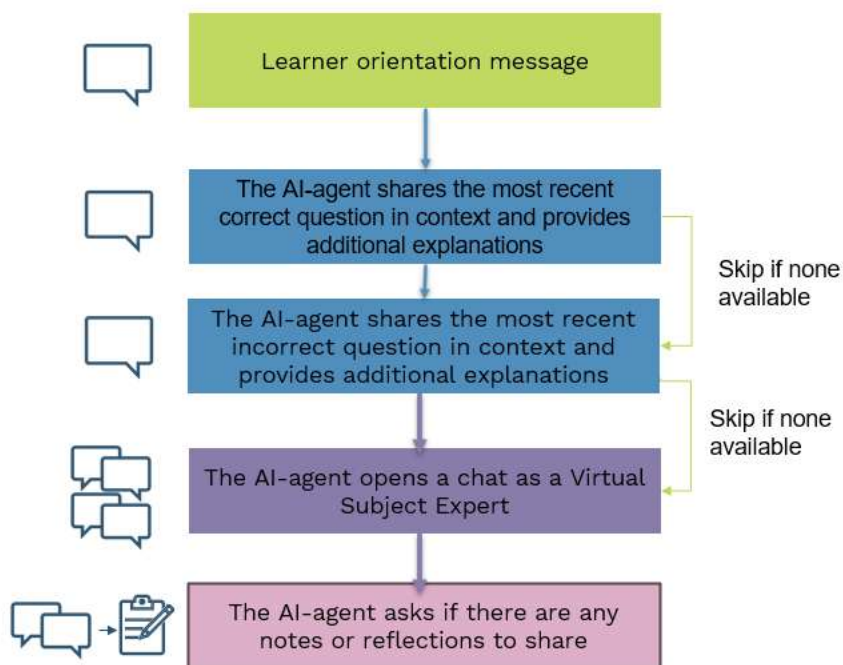 Learner orientation message
The AI-agent shares the most recent
correct question in context and provides
additional explanations
Skip if none
available
The AI-agent shares the most recent
incorrect question in context and
provides additional explanations
Skip if none
available
The AI-agent opens a chat as a Virtual
Subject Expert
The AI-agent asks if there are any
notes or reflections to share